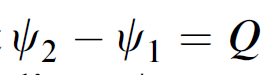 ψ₂ − ψ₁ = Q